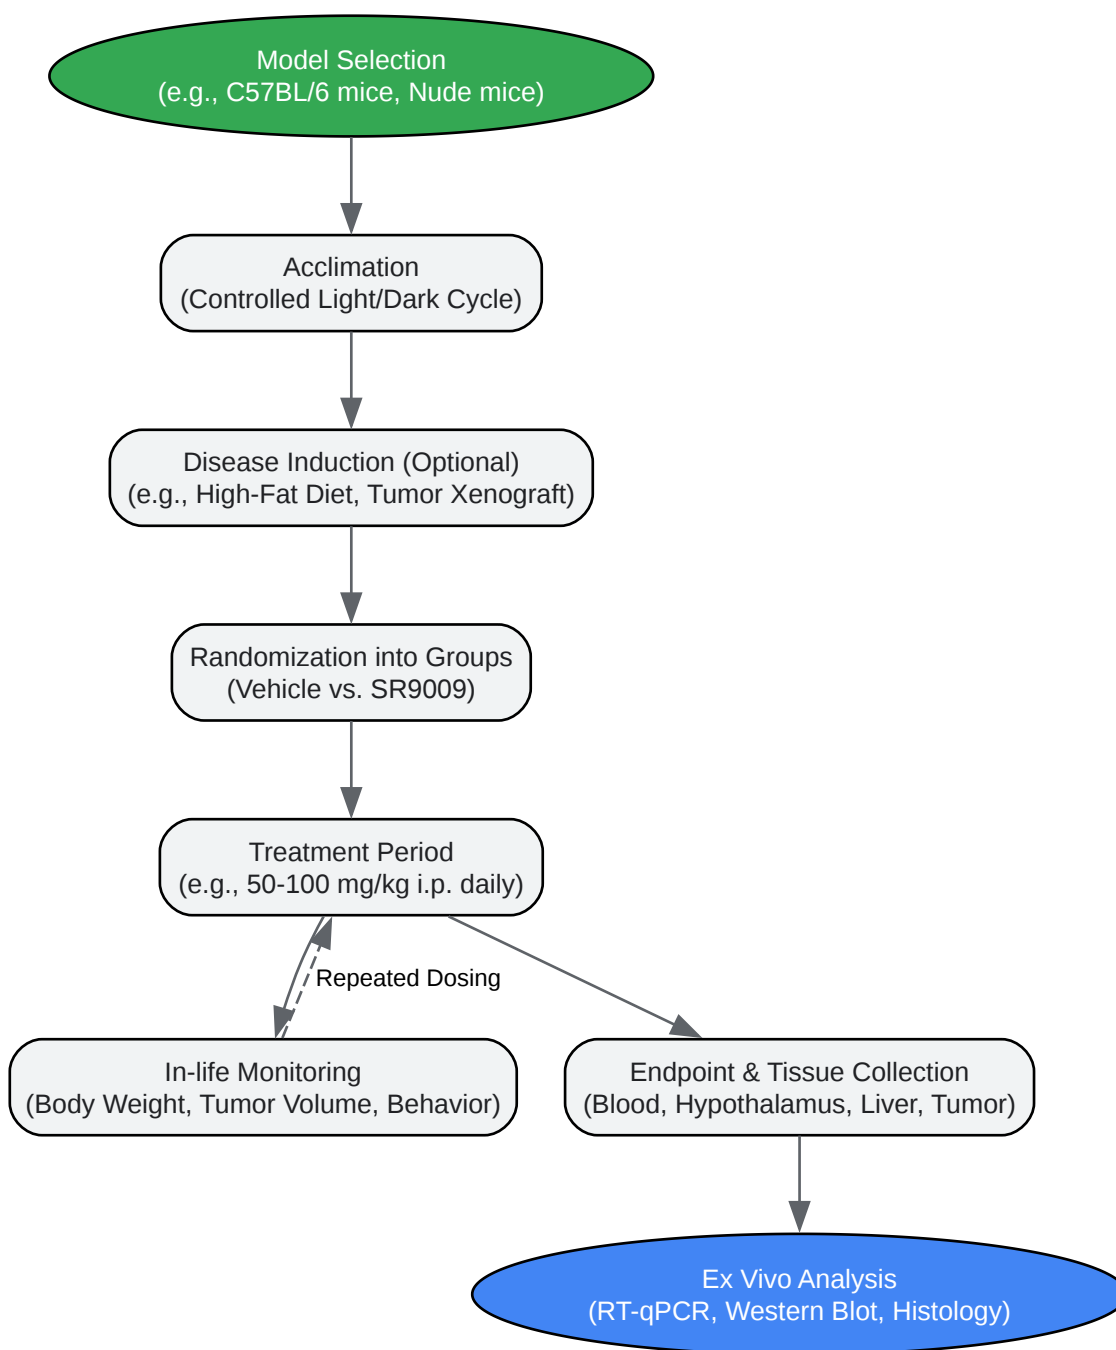 Model Selection
(e.g., C57BL/6 mice, Nude mice)
Acclimation
(Controlled Light/Dark Cycle)
Disease Induction (Optional)
(e.g., High-Fat Diet, Tumor Xenograft)
Randomization into Groups
(Vehicle vs. SR9009)
Treatment Period
(e.g., 50-100 mg/kg i.p. daily)
Repeated Dosing
In-life Monitoring
(Body Weight, Tumor Volume, Behavior)
Endpoint & Tissue Collection
(Blood, Hypothalamus, Liver, Tumor)
Ex Vivo Analysis
(RT-qPCR, Western Blot, Histology)